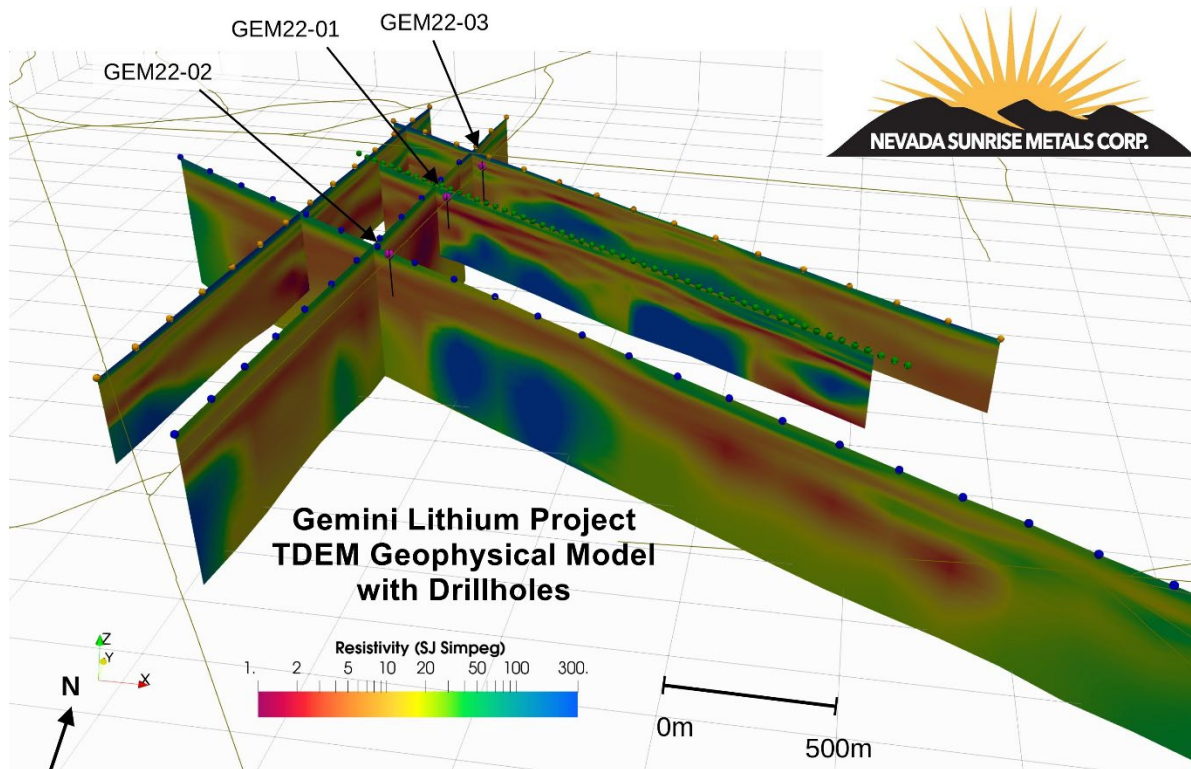 GEM22-03
GEM22-01
GEM22-02
NEVADA SUNRISE METALS CORP.
Gemini Lithium Project
TDEM Geophysical Model
with Drillholes
Resistivity (SJ Simpeg)
1. 2 5 10 20 50 100 300.
Z
Y
X
N
0m
500m